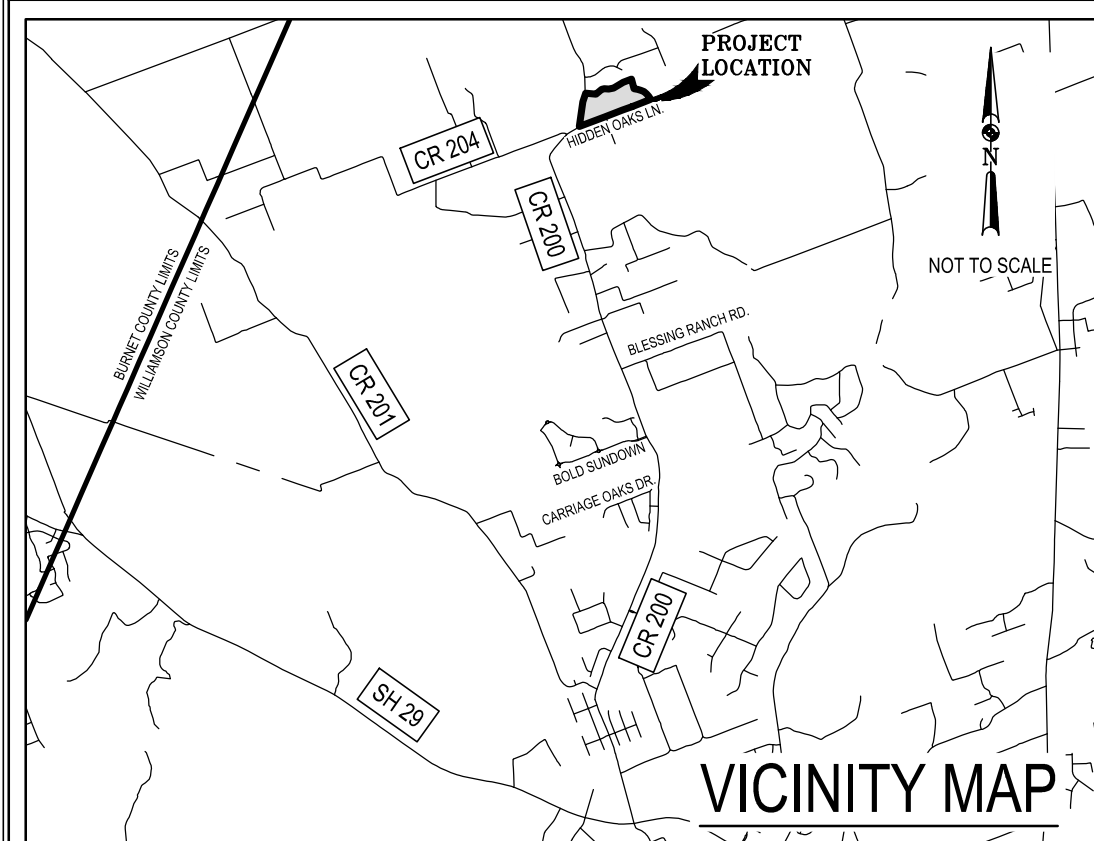 PROJECT
LOCATION
HIDDEN OAKS LN.
CR 204
N
CR 200
NOT TO SCALE
BURNET COUNTY LIMITS
WILLIAMSON COUNTY LIMITS
BLESSING RANCH RD.
CR 201
BOLD SUNDOWN
CARRIAGE OAKS DR.
CR 200
SH 29
VICINITY MAP